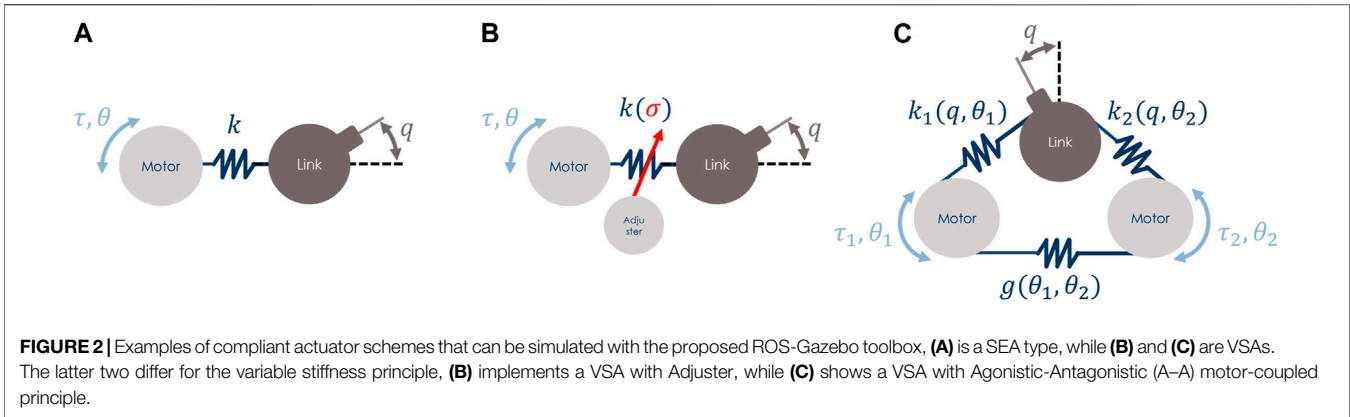 A
τ, θ
k
q
Motor
Link
B
τ, θ
k(σ)
q
Motor
Link
Adju
ster
C
q
k₁(q, θ₁)
k₂(q, θ₂)
Link
Motor
Motor
τ₁, θ₁
τ₂, θ₂
g(θ₁, θ₂)
FIGURE 2 | Examples of compliant actuator schemes that can be simulated with the proposed ROS-Gazebo toolbox, (A) is a SEA type, while (B) and (C) are VSAs.
The latter two differ for the variable stiffness principle, (B) implements a VSA with Adjuster, while (C) shows a VSA with Agonistic-Antagonistic (A–A) motor-coupled
principle.